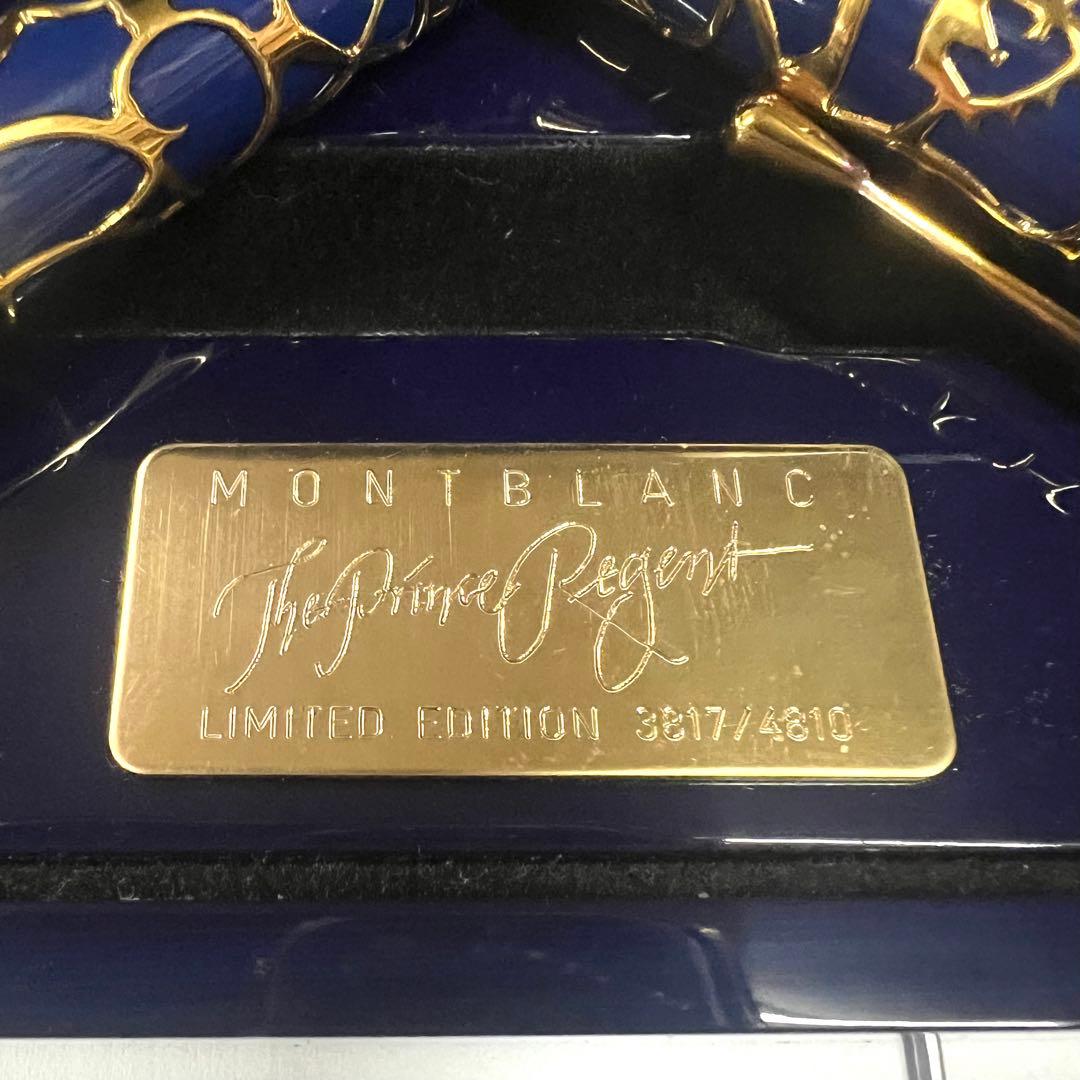 MONTBLANC
The Prince Regent
LIMITED EDITION 3817/4810